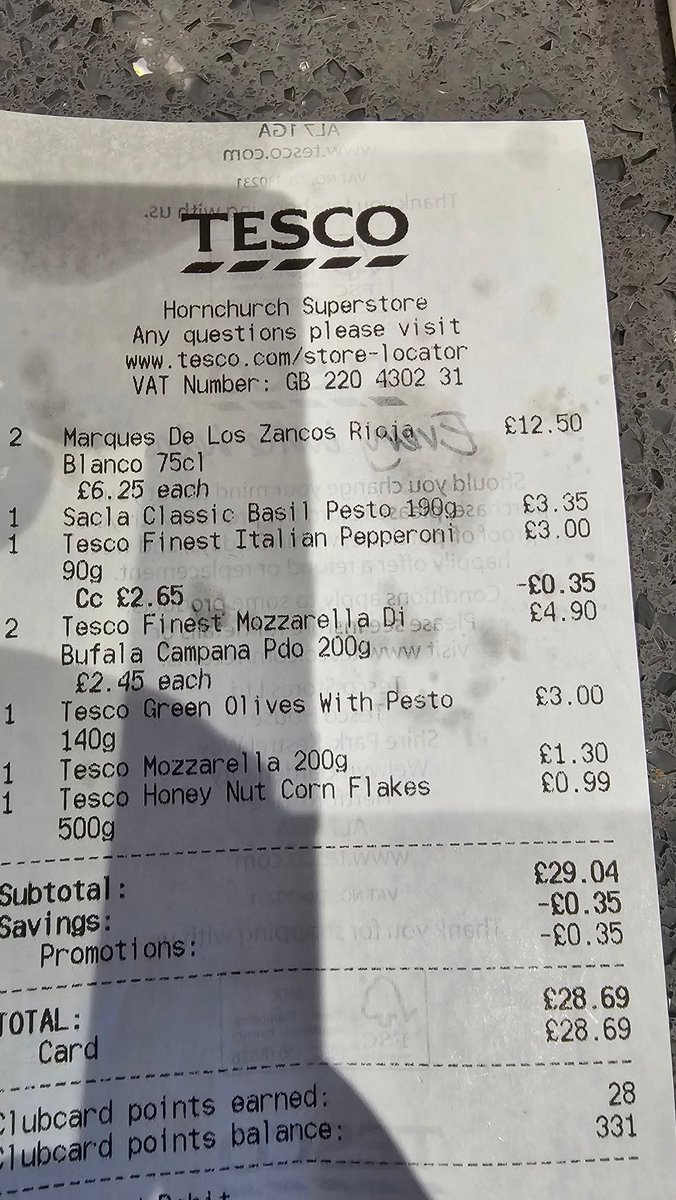 TESCO
Hornchurch Superstore
Any questions please visit
www.tesco.com/store-locator
VAT Number: GB 220 4302 31
2 Marques De Los Zancos Rioja £12.50
Blanco 75cl
£6.25 each
1 Sacla Classic Basil Pesto 190g £3.35
1 Tesco Finest Italian Pepperoni £3.00
90g
Cc £2.65 -£0.35
2 Tesco Finest Mozzarella Di £4.90
Bufala Campana Pdo 200g
£2.45 each
1 Tesco Green Olives With Pesto £3.00
140g
1 Tesco Mozzarella 200g £1.30
1 Tesco Honey Nut Corn Flakes £0.99
500g
Subtotal: £29.04
Savings: -£0.35
Promotions: -£0.35
TOTAL: £28.69
Card £28.69
Clubcard points earned: 28
Clubcard points balance: 331